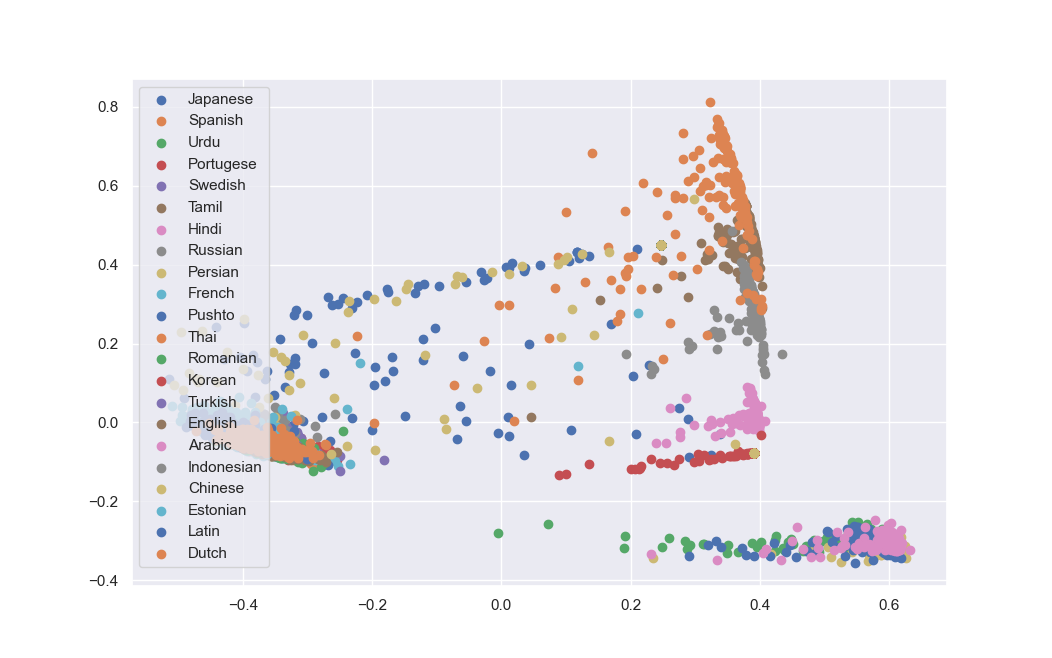 0.8
0.6
0.4
0.2
0.0
−0.2
−0.4
Japanese
Spanish
Urdu
Portugese
Swedish
Tamil
Hindi
Russian
Persian
French
Pushto
Thai
Romanian
Korean
Turkish
English
Arabic
Indonesian
Chinese
Estonian
Latin
Dutch
−0.4 −0.2 0.0 0.2 0.4 0.6